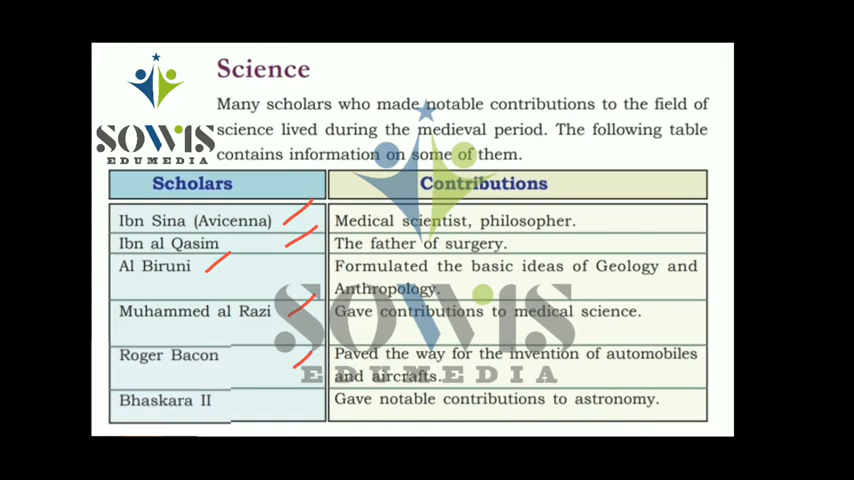 Science
Many scholars who made notable contributions to the field of
science lived during the medieval period. The following table
contains information on some of them.
SOWIS
EDUMEDIA
Scholars Contributions
Ibn Sina (Avicenna) Medical scientist, philosopher.
Ibn al Qasim The father of surgery.
Al Biruni Formulated the basic ideas of Geology and
Anthropology.
Muhammed al Razi Gave contributions to medical science.
Roger Bacon Paved the way for the invention of automobiles
and aircrafts.
Bhaskara II Gave notable contributions to astronomy.
SOWIS
EDUMEDIA